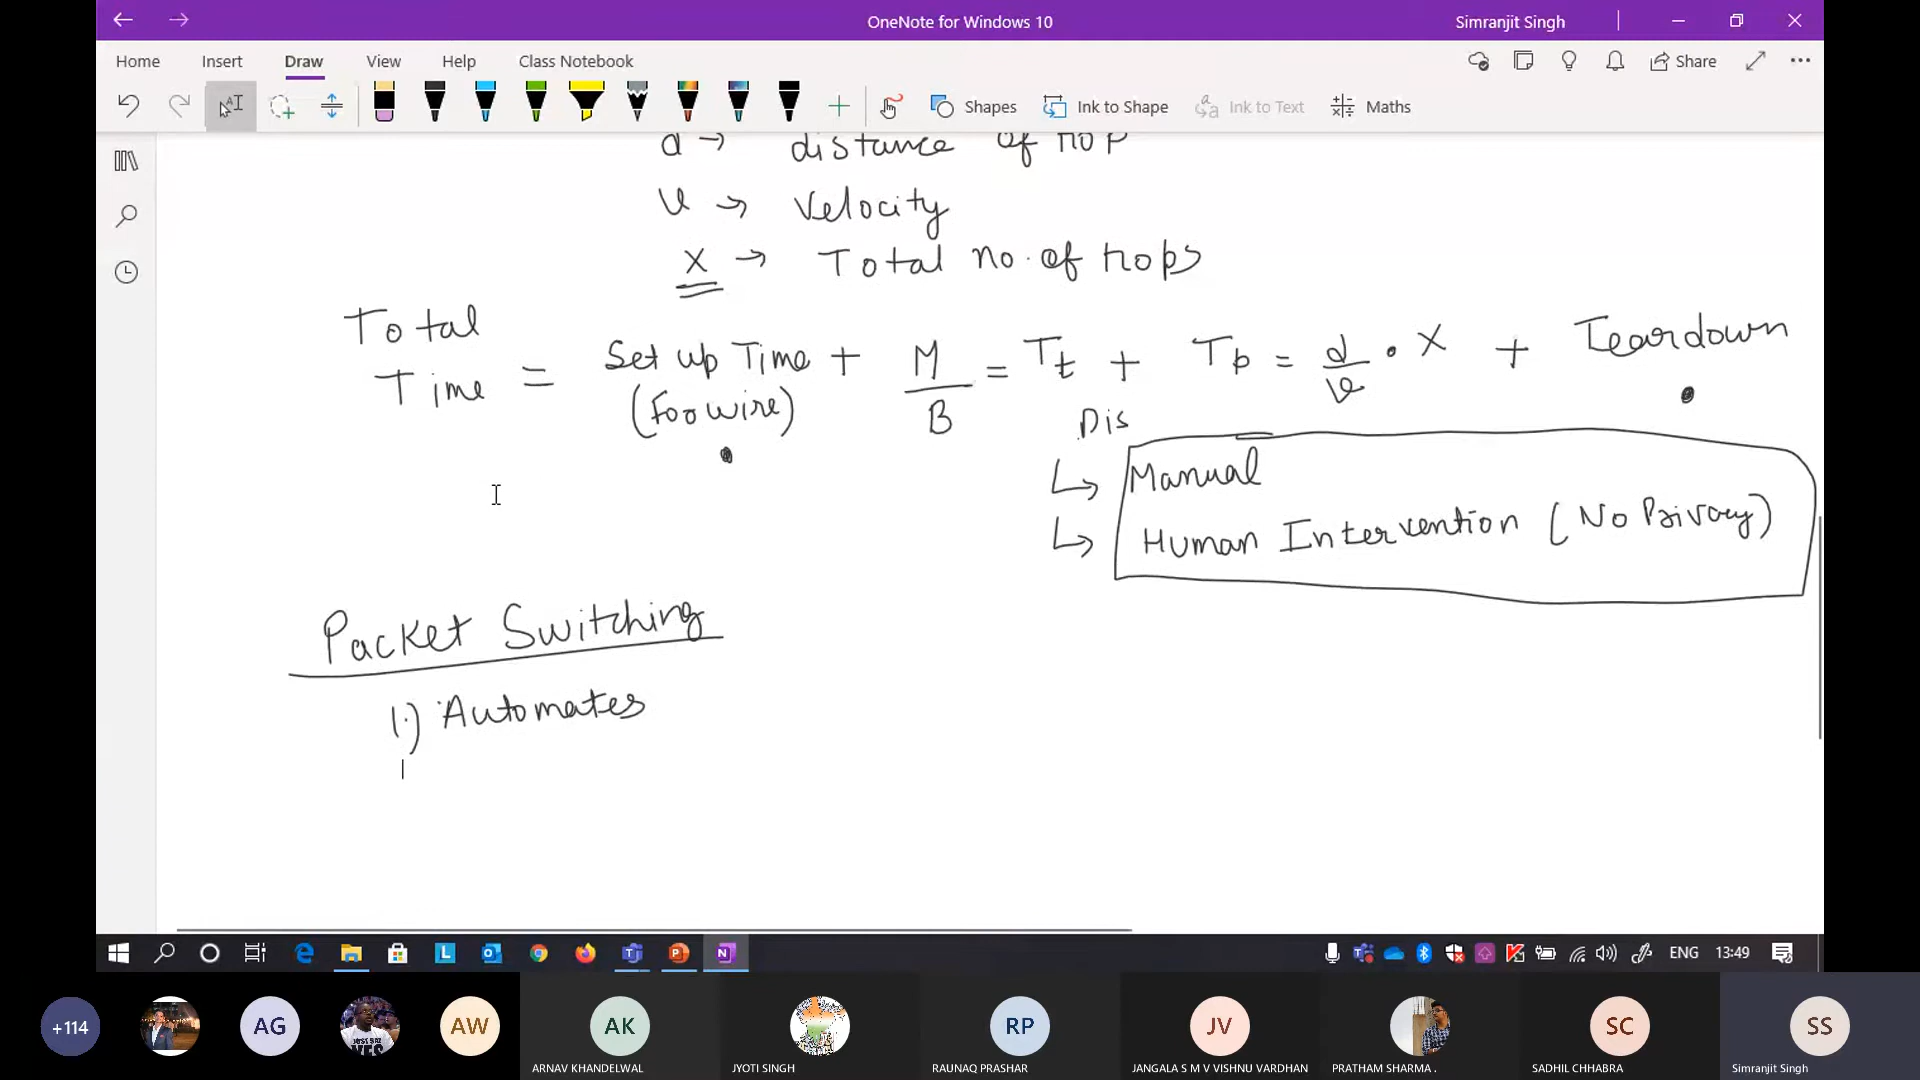 OneNote for Windows 10
Simranjit Singh
Home Insert Draw View Help Class Notebook
Share
Shapes Ink to Shape Ink to Text Maths
d → distance of hop
v → Velocity
x → Total no. of hops
Total
Time = Set up Time + M/B = Tt + Tp = d/v . X + Teardown
Dis
↳ Manual
↳ Human Intervention (No Privacy)
Packet Switching
1.) Automates
ENG 13:49
+114 AG AW AK RP JV SC SS
ARNAV KHANDELWAL JYOTI SINGH RAUNAQ PRASHAR JANGALA S M V VISHNU VARDHAN PRATHAM SHARMA . SADHIL CHHABRA Simranjit Singh